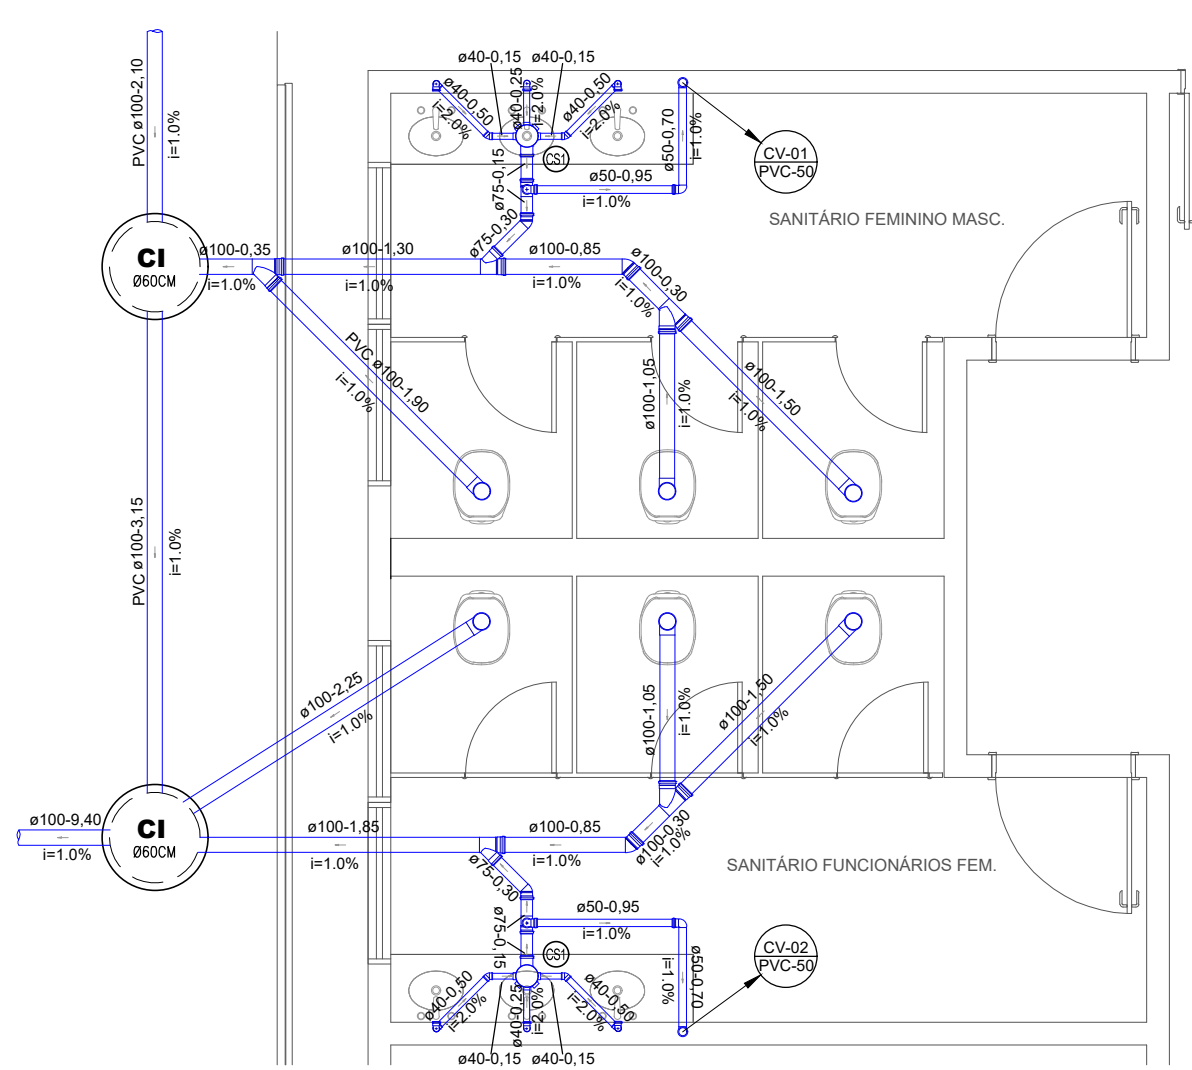 ø40-0,15
ø40-0,15
PVC ø100-2,10
i=1.0%
ø40-0,50
i=2.0%
ø40-0,25
i=2.0%
ø40-0,50
i=2.0%
ø50-0,70
i=1.0%
CV-01
PVC-50
CS1
ø75-0,15
ø50-0,95
i=1.0%
SANITÁRIO FEMININO MASC.
ø75-0,30
CI
Ø60CM
ø100-0,35
i=1.0%
ø100-1,30
i=1.0%
ø100-0,85
i=1.0%
ø100-0,30
i=1.0%
PVC ø100-1,90
i=1.0%
ø100-1,05
i=1.0%
ø100-1,50
i=1.0%
PVC ø100-3,15
i=1.0%
ø100-2,25
i=1.0%
ø100-1,05
i=1.0%
ø100-1,50
i=1.0%
ø100-9,40
i=1.0%
CI
Ø60CM
ø100-1,85
i=1.0%
ø100-0,85
i=1.0%
ø100-0,30
i=1.0%
SANITÁRIO FUNCIONÁRIOS FEM.
ø75-0,30
ø75-0,15
ø50-0,95
i=1.0%
CS1
i=1.0%
ø50-0,70
CV-02
PVC-50
ø40-0,50
i=2.0%
ø40-0,25
i=2.0%
ø40-0,50
i=2.0%
ø40-0,15
ø40-0,15